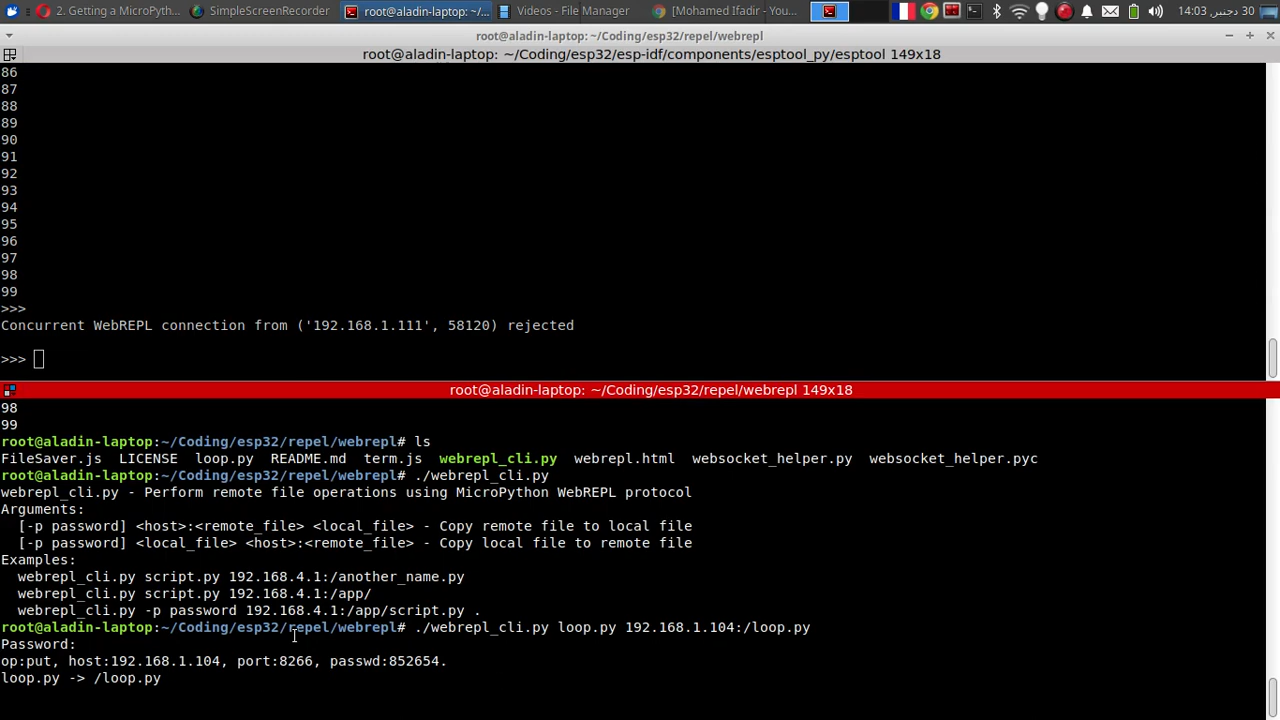 2. Getting a MicroPyth...
SimpleScreenRecorder
root@aladin-laptop: ~/...
Videos - File Manager
[Mohamed Ifadir - You...
30 دجنبر, 14:03
root@aladin-laptop: ~/Coding/esp32/repel/webrepl
root@aladin-laptop: ~/Coding/esp32/esp-idf/components/esptool_py/esptool 149x18
86
87
88
89
90
91
92
93
94
95
96
97
98
99
>>>
Concurrent WebREPL connection from ('192.168.1.111', 58120) rejected
>>>
root@aladin-laptop: ~/Coding/esp32/repel/webrepl 149x18
98
99
root@aladin-laptop:~/Coding/esp32/repel/webrepl# ls
FileSaver.js  LICENSE  loop.py  README.md  term.js  webrepl_cli.py  webrepl.html  websocket_helper.py  websocket_helper.pyc
root@aladin-laptop:~/Coding/esp32/repel/webrepl# ./webrepl_cli.py
webrepl_cli.py - Perform remote file operations using MicroPython WebREPL protocol
Arguments:
  [-p password] <host>:<remote_file> <local_file> - Copy remote file to local file
  [-p password] <local_file> <host>:<remote_file> - Copy local file to remote file
Examples:
  webrepl_cli.py script.py 192.168.4.1:/another_name.py
  webrepl_cli.py script.py 192.168.4.1:/app/
  webrepl_cli.py -p password 192.168.4.1:/app/script.py .
root@aladin-laptop:~/Coding/esp32/repel/webrepl# ./webrepl_cli.py loop.py 192.168.1.104:/loop.py
Password:
op:put, host:192.168.1.104, port:8266, passwd:852654.
loop.py -> /loop.py